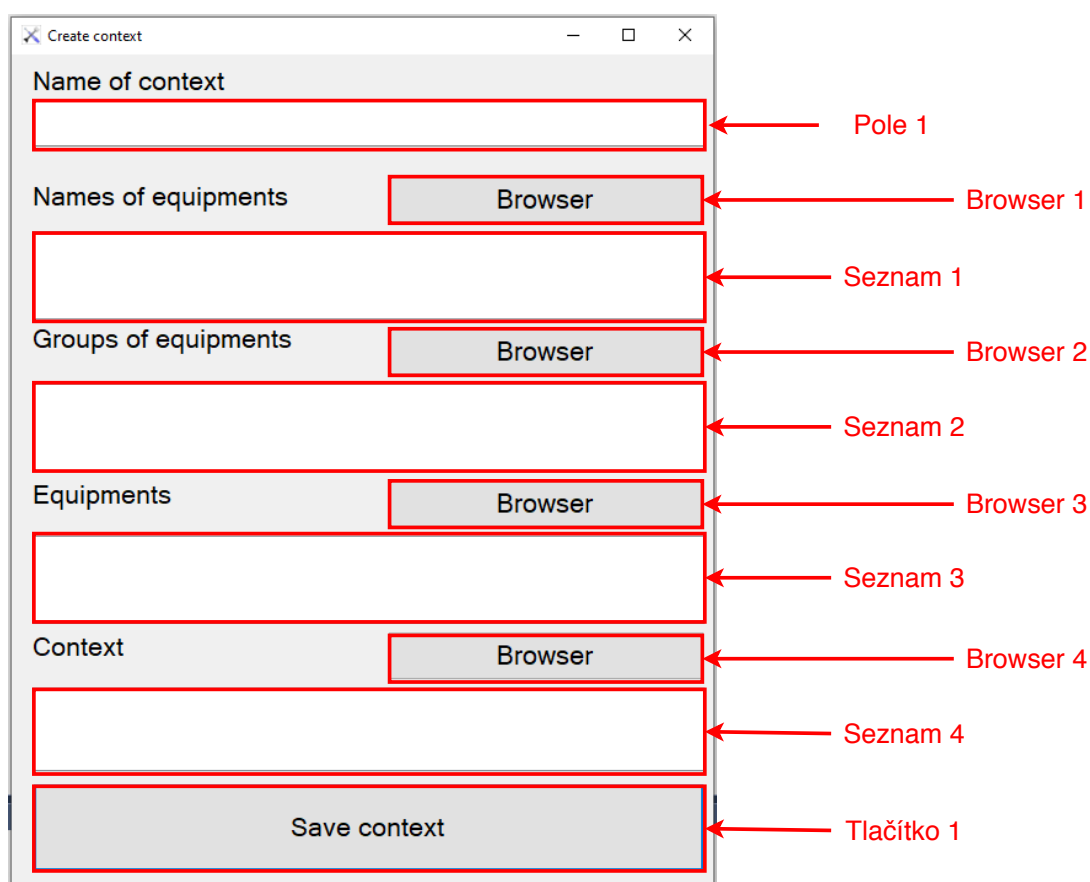 Create context
Name of context
Pole 1
Names of equipments
Browser
Browser 1
Seznam 1
Groups of equipments
Browser
Browser 2
Seznam 2
Equipments
Browser
Browser 3
Seznam 3
Context
Browser
Browser 4
Seznam 4
Save context
Tlačítko 1